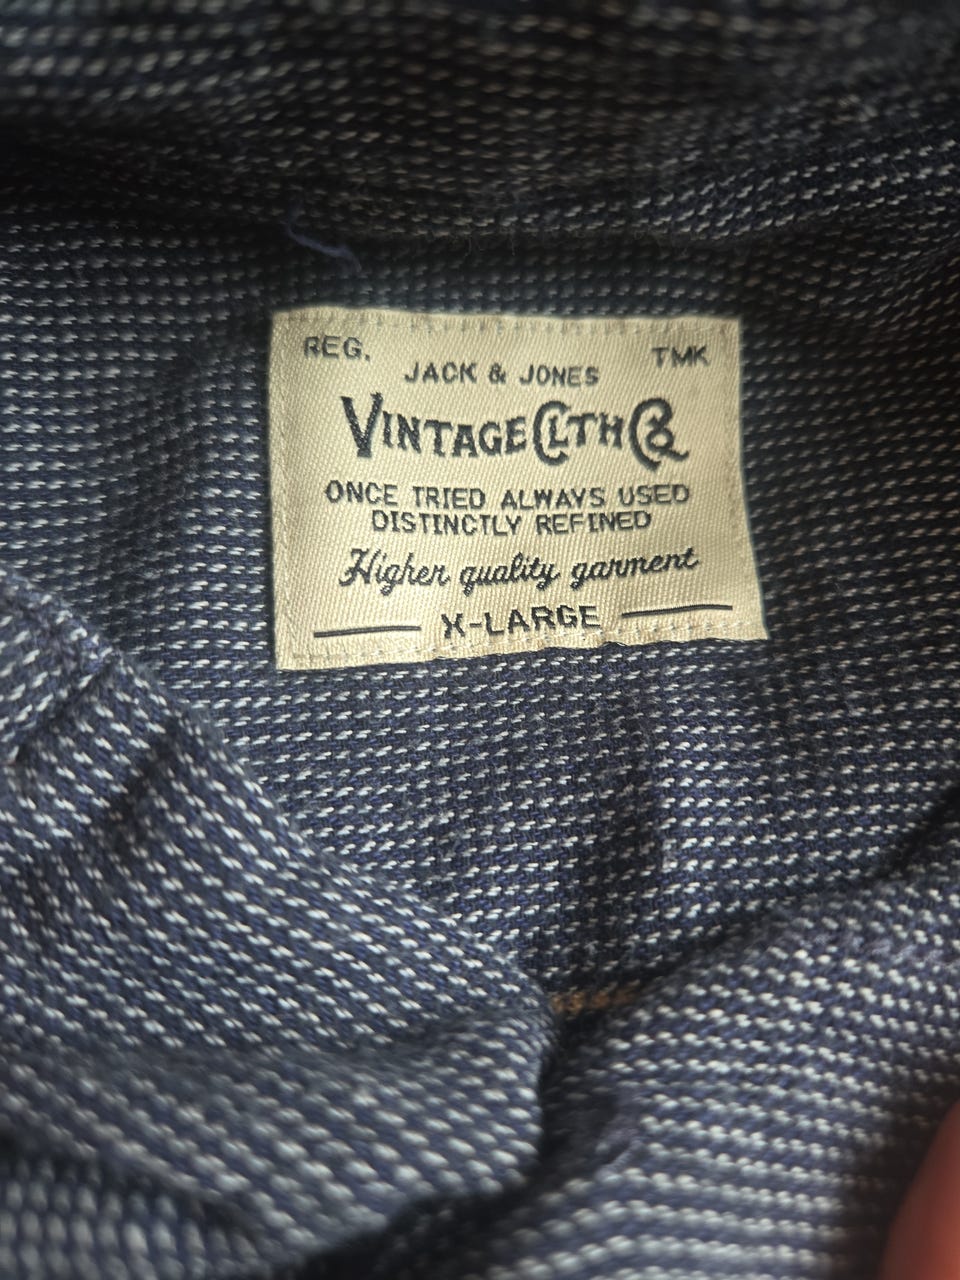 REG. TMK
JACK & JONES
VINTAGE CLTH CO
ONCE TRIED ALWAYS USED
DISTINCTLY REFINED
Higher quality garment
X-LARGE